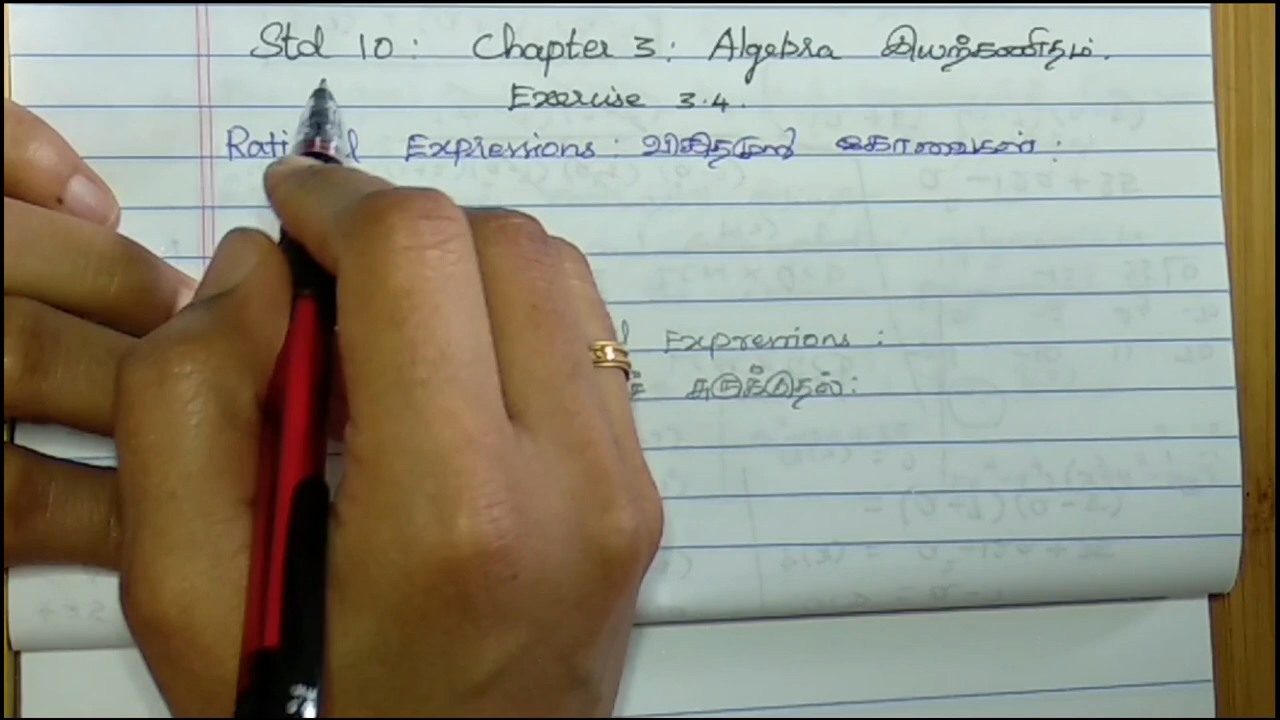 Std 10: Chapter 3: Algebra இயற்கணிதம்.
Exercise 3.4.
Expressions: விகிதமுறு கோவைகள்:
Expressions:
சுருக்குதல்: